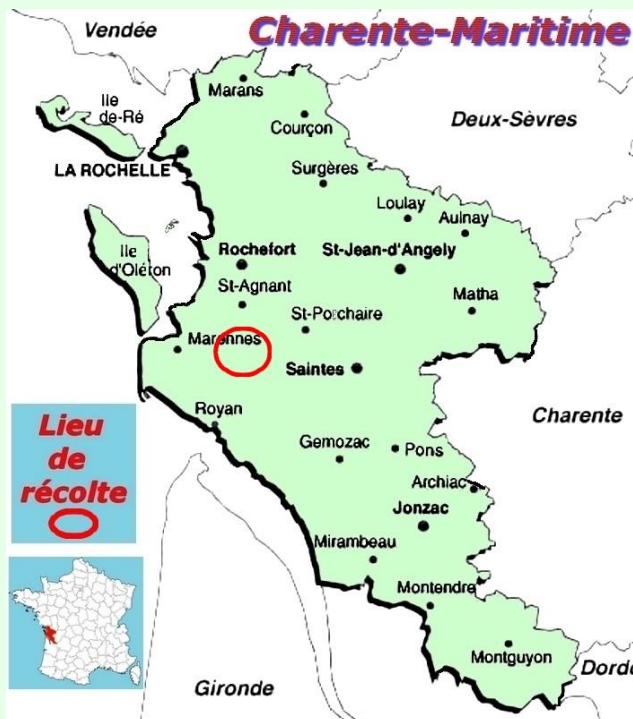 Vendée
Charente-Maritime
Ile
de-Ré
Marans
Courçon
Deux-Sèvres
LA ROCHELLE
Surgères
Loulay
Aulnay
Ile
d'Oléron
Rochefort
St-Jean-d'Angely
St-Agnant
Matha
St-Porchaire
Marennes
Saintes
Lieu
de
récolte
Royan
Charente
Gemozac
Pons
Archiac
Jonzac
Mirambeau
Montendre
Montguyon
Gironde
Dordo